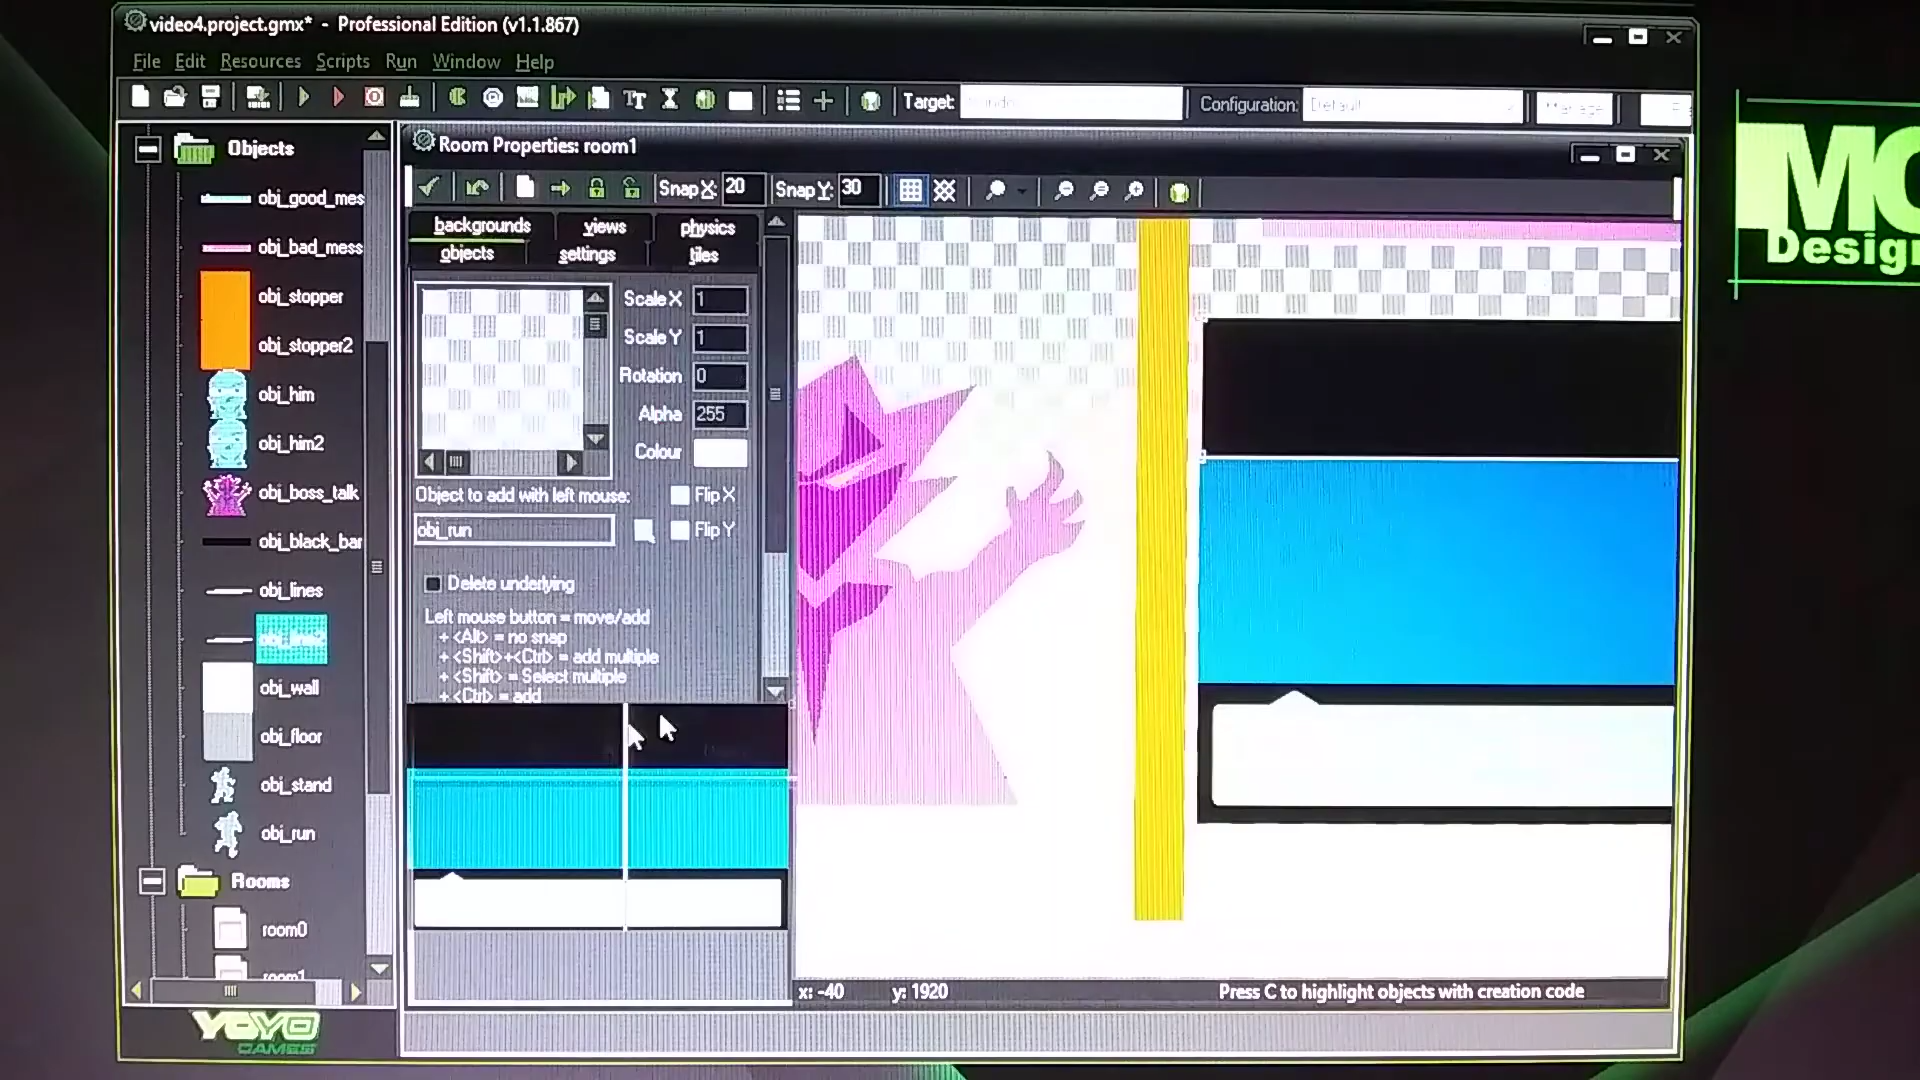 video4.project.gmx* - Professional Edition (v1.1.867)
File Edit Resources Scripts Run Window Help
Target: Configuration: Default
Objects
obj_good_mes
obj_bad_mess
obj_stopper
obj_stopper2
obj_him
obj_him2
obj_boss_talk
obj_black_bar
obj_lines
obj_wall
obj_floor
obj_stand
obj_run
Rooms
room0
room1
YOYO
GAMES
Room Properties: room1
Snap X: 20 Snap Y: 30
backgrounds views physics
objects settings tiles
Scale X 1
Scale Y 1
Rotation 0
Alpha 255
Colour
Object to add with left mouse: Flip X
obj_run Flip Y
Delete underlying
Left mouse button = move/add
+ <Alt> = no snap
+ <Shift>+<Ctrl> = add multiple
+ <Shift> = Select multiple
+ <Ctrl> = add
x: -40 y: 1920 Press C to highlight objects with creation code
Design